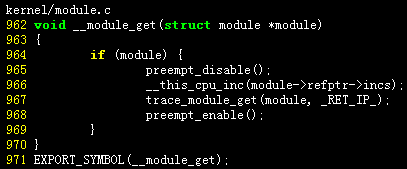 kernel/module.c
962 void __module_get(struct module *module)
963 {
964         if (module) {
965                 preempt_disable();
966                 __this_cpu_inc(module->refptr->incs);
967                 trace_module_get(module, _RET_IP_);
968                 preempt_enable();
969         }
970 }
971 EXPORT_SYMBOL(__module_get);